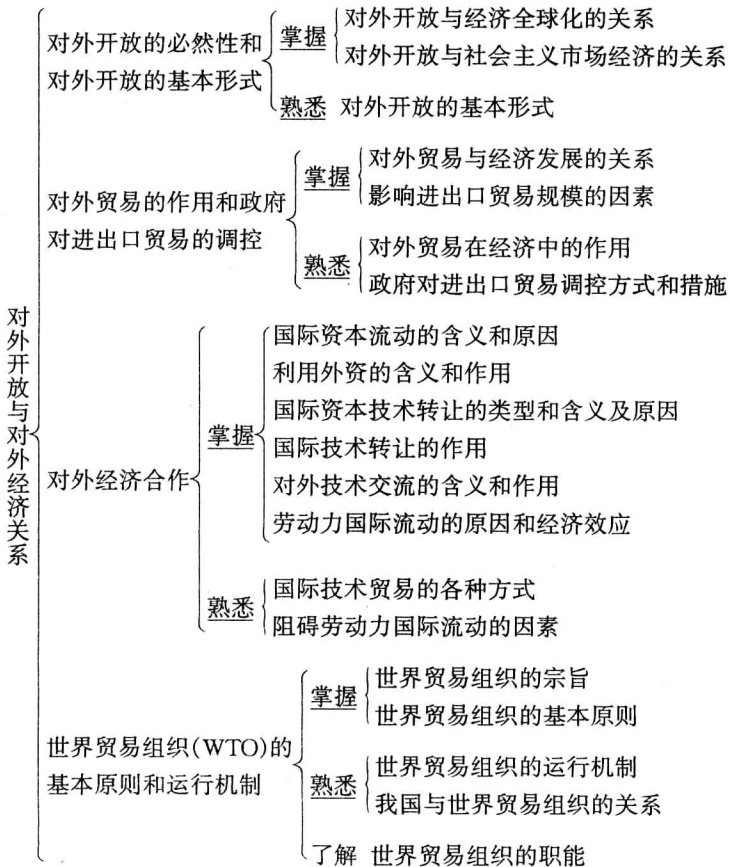 对外开放与对外经济关系
对外开放的必然性和
对外开放的基本形式
掌握
对外开放与经济全球化的关系
对外开放与社会主义市场经济的关系
熟悉 对外开放的基本形式
对外贸易的作用和政府
对进出口贸易的调控
掌握
对外贸易与经济发展的关系
影响进出口贸易规模的因素
熟悉
对外贸易在经济中的作用
政府对进出口贸易调控方式和措施
对外经济合作
掌握
国际资本流动的含义和原因
利用外资的含义和作用
国际资本技术转让的类型和含义及原因
国际技术转让的作用
对外技术交流的含义和作用
劳动力国际流动的原因和经济效应
熟悉
国际技术贸易的各种方式
阻碍劳动力国际流动的因素
世界贸易组织(WTO)的
基本原则和运行机制
掌握
世界贸易组织的宗旨
世界贸易组织的基本原则
熟悉
世界贸易组织的运行机制
我国与世界贸易组织的关系
了解 世界贸易组织的职能